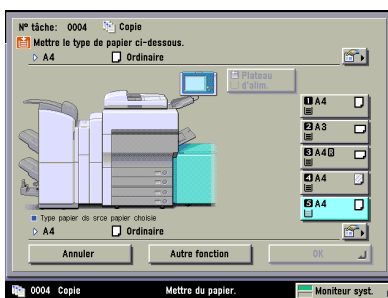 N° tâche: 0004 Copie
Mettre le type de papier ci-dessous.
A4 Ordinaire
Plateau
d'alim.
1 A4
2 A3
3 A4R
4 A4
5 A4
Type papier ds srce papier choisie
A4 Ordinaire
Annuler Autre fonction OK
0004 Copie Mettre du papier. Moniteur syst.